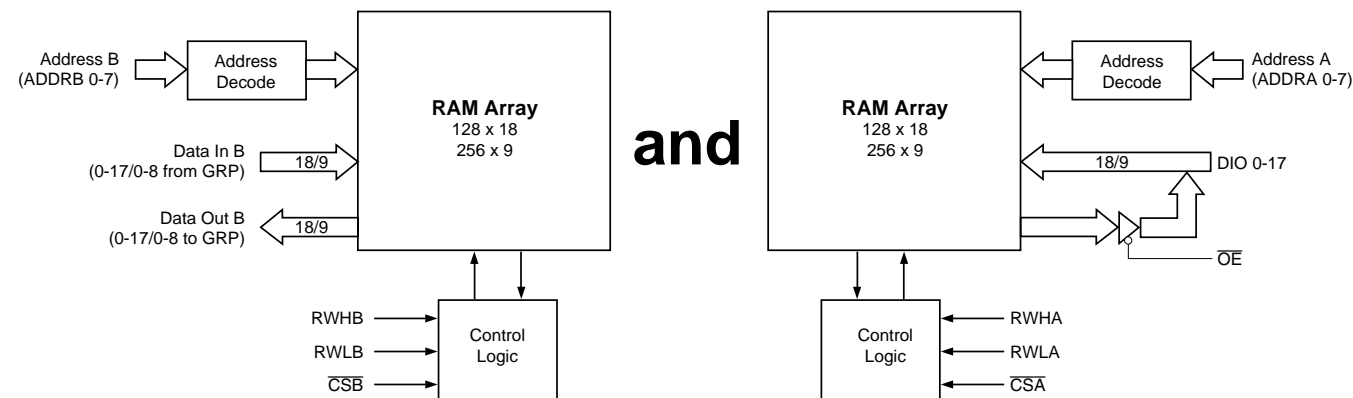 Address B
(ADDRB 0-7)
Address
Decode
RAM Array
128 x 18
256 x 9
Data In B
(0-17/0-8 from GRP)
18/9
Data Out B
(0-17/0-8 to GRP)
18/9
RWHB
RWLB
CSB
Control
Logic
and
RAM Array
128 x 18
256 x 9
Address
Decode
Address A
(ADDRA 0-7)
18/9
DIO 0-17
OE
Control
Logic
RWHA
RWLA
CSA